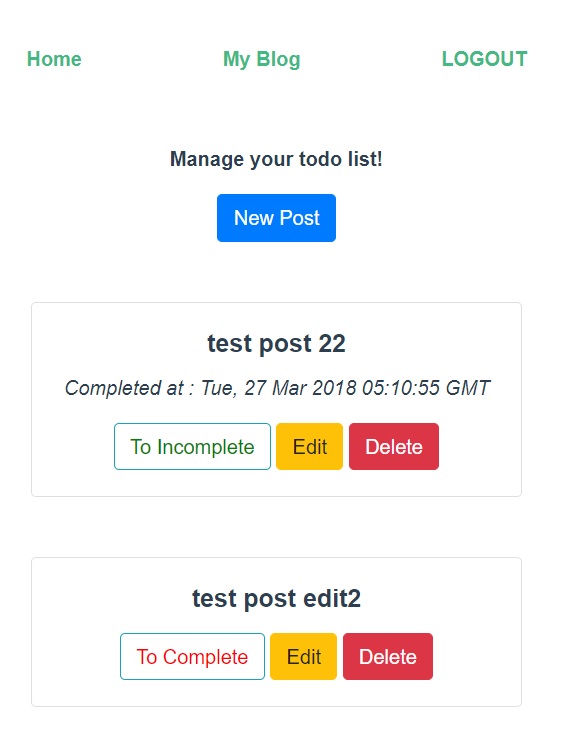 Home My Blog LOGOUT
Manage your todo list!
New Post
test post 22
Completed at : Tue, 27 Mar 2018 05:10:55 GMT
To Incomplete Edit Delete
test post edit2
To Complete Edit Delete